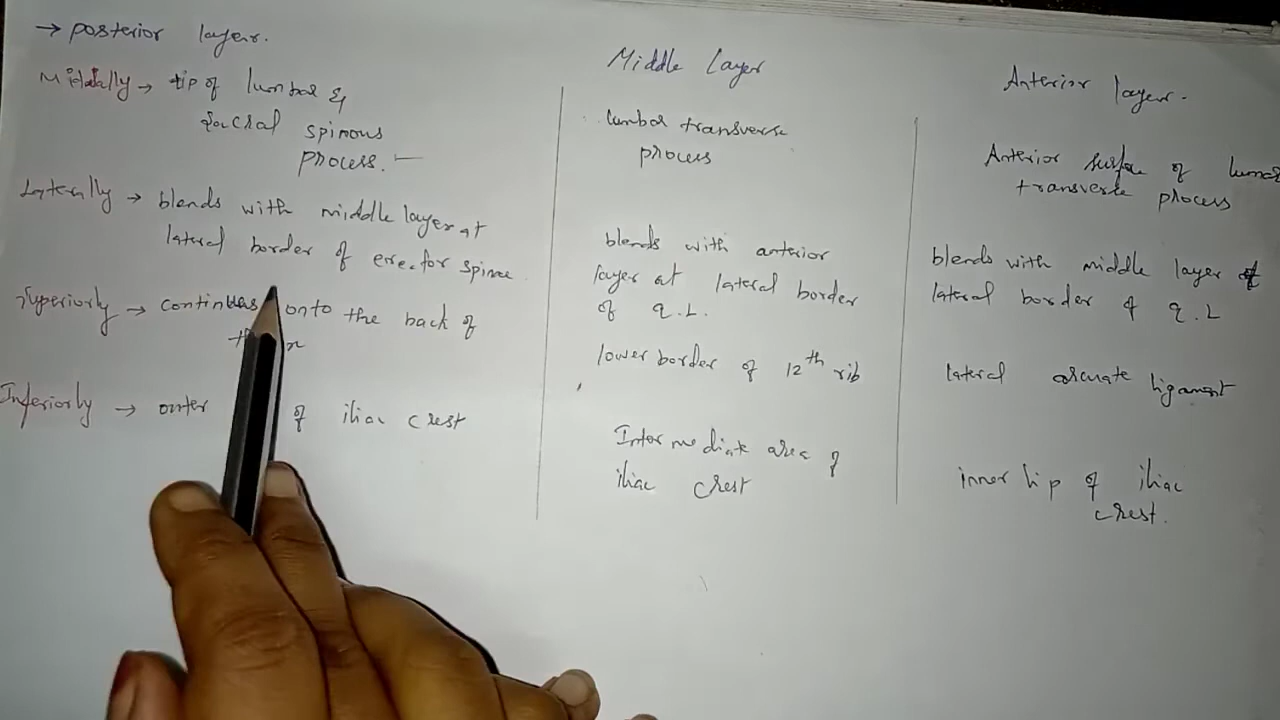 → posterior layer.
Midially → tip of lumbar &
sacral spinous
process.
Laterally → blends with middle layer at
lateral border of erector spinae
Superiorly → continues onto the back of
Inferiorly → outer of iliac crest
Middle Layer
lumbar transverse
process
blends with anterior
layer at lateral border
of Q.L.
lower border of 12th rib
Intermediate area of
iliac crest
Anterior layer.
Anterior surface of lumbar
transverse process
blends with middle layer at
lateral border of Q.L
lateral arcuate ligament
inner lip of iliac
crest.